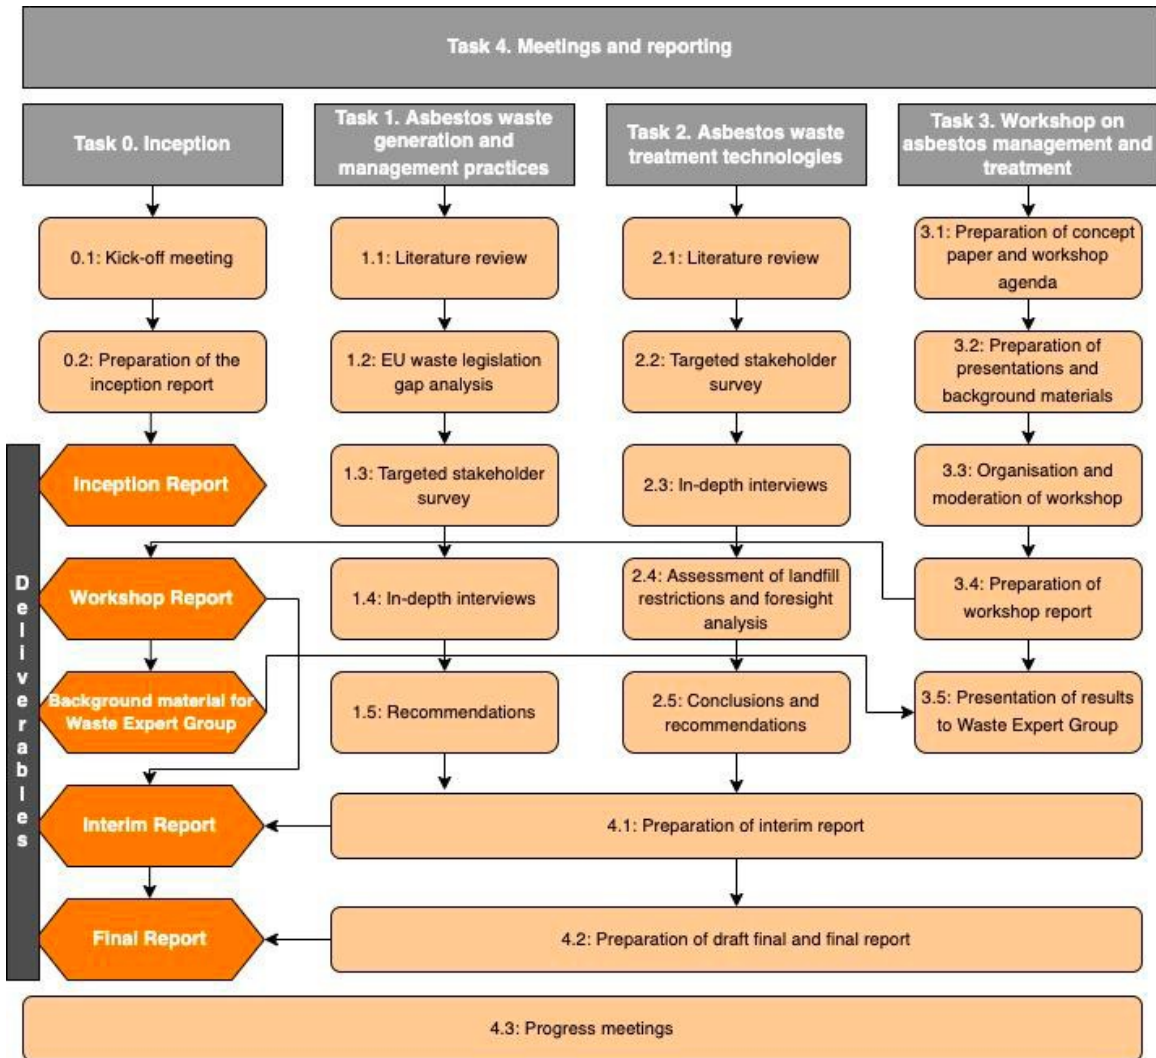 Task 4. Meetings and reporting
Task 0. Inception
Task 1. Asbestos waste
generation and
management practices
Task 2. Asbestos waste
treatment technologies
Task 3. Workshop on
asbestos management and
treatment
0.1: Kick-off meeting
1.1: Literature review
2.1: Literature review
3.1: Preparation of concept
paper and workshop
agenda
0.2: Preparation of the
inception report
1.2: EU waste legislation
gap analysis
2.2: Targeted stakeholder
survey
3.2: Preparation of
presentations and
background materials
Deliverables
Inception Report
1.3: Targeted stakeholder
survey
2.3: In-depth interviews
3.3: Organisation and
moderation of workshop
Workshop Report
1.4: In-depth interviews
2.4: Assessment of landfill
restrictions and foresight
analysis
3.4: Preparation of
workshop report
Background material for
Waste Expert Group
1.5: Recommendations
2.5: Conclusions and
recommendations
3.5: Presentation of results
to Waste Expert Group
Interim Report
4.1: Preparation of interim report
Final Report
4.2: Preparation of draft final and final report
4.3: Progress meetings